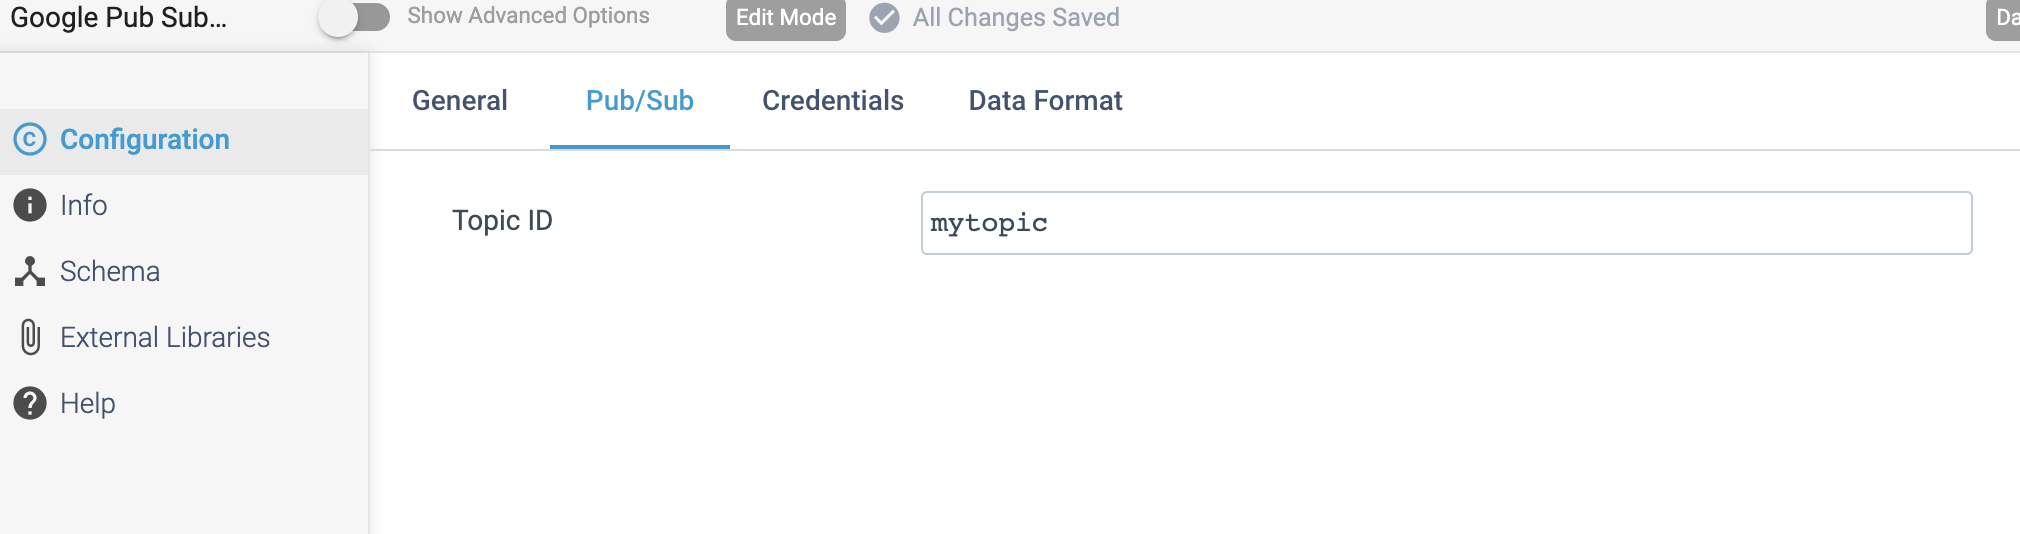 Google Pub Sub...
Show Advanced Options
Edit Mode
All Changes Saved
General
Pub/Sub
Credentials
Data Format
Configuration
Info
Schema
External Libraries
Help
Topic ID
mytopic